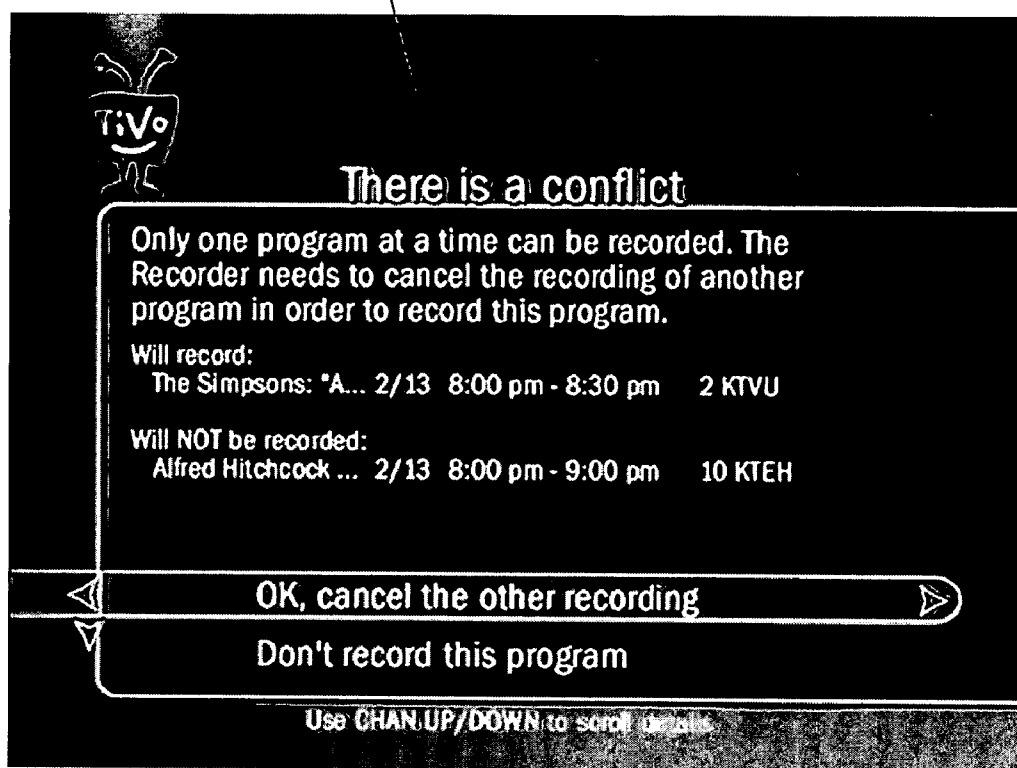 TiVo
There is a conflict
Only one program at a time can be recorded. The
Recorder needs to cancel the recording of another
program in order to record this program.
Will record:
The Simpsons: "A... 2/13 8:00 pm - 8:30 pm 2 KTVU
Will NOT be recorded:
Alfred Hitchcock ... 2/13 8:00 pm - 9:00 pm 10 KTEH
OK, cancel the other recording
Don't record this program
Use CHAN UP/DOWN to scroll details